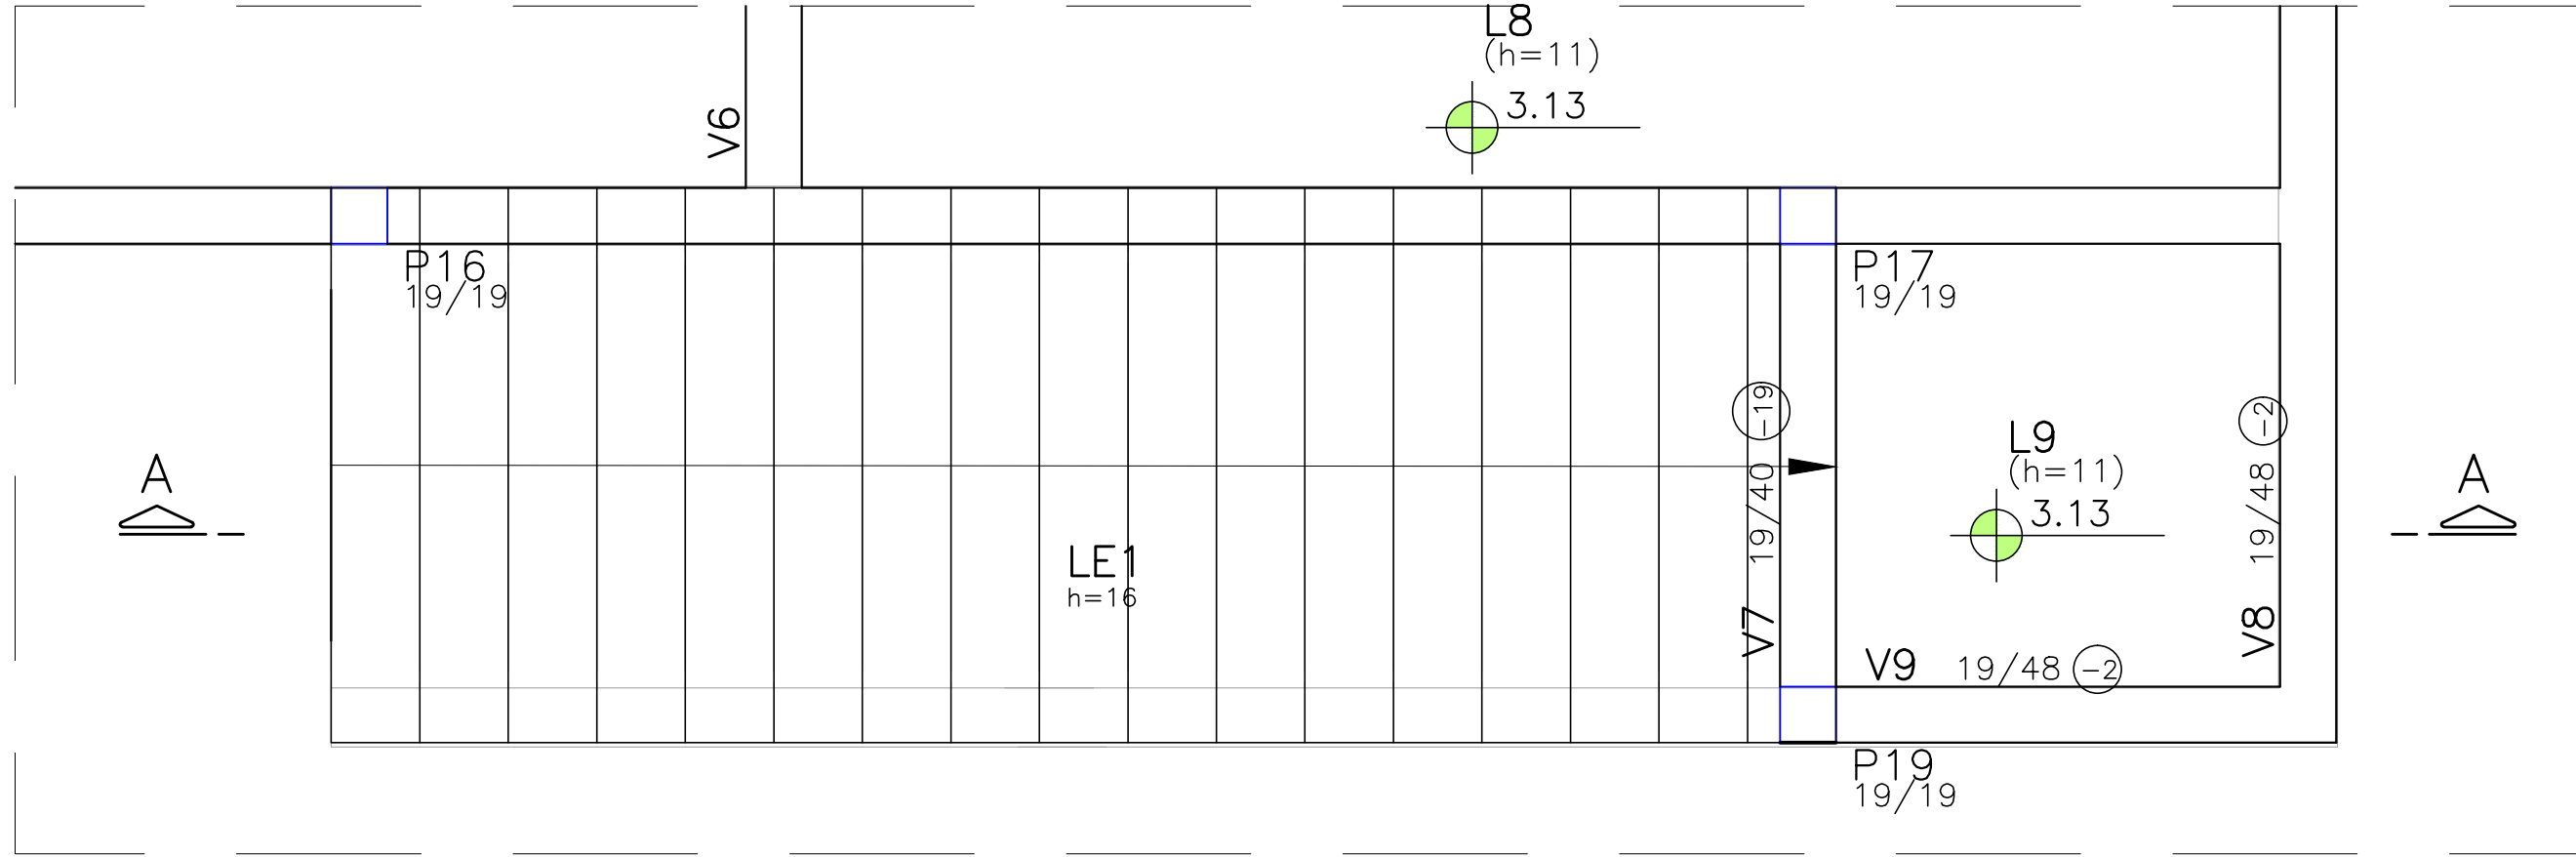 L8
(h=11)
3.13
V6
P16
19/19
P17
19/19
V7 19/40 -19
L9
(h=11)
3.13
V8 19/48 -2
A
A
LE1
h=16
V9 19/48 -2
P19
19/19